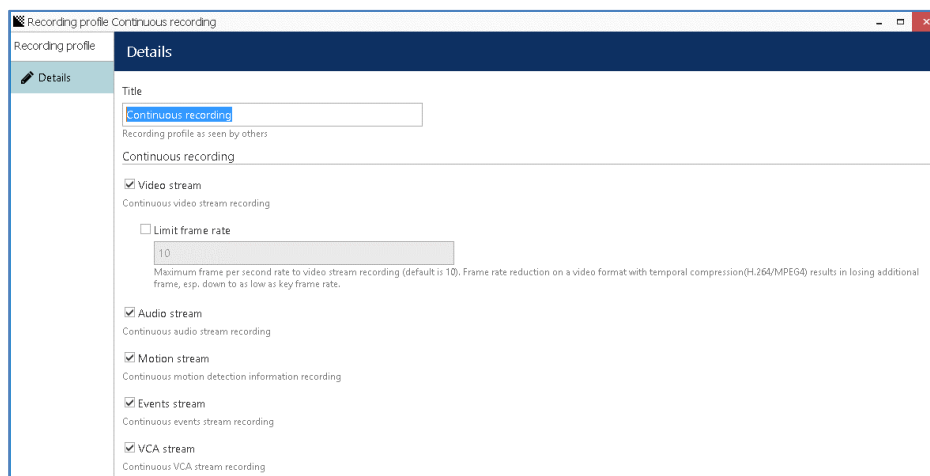 Recording profile Continuous recording
Recording profile
Details
Details
Title
Continuous recording
Recording profile as seen by others
Continuous recording
Video stream
Continuous video stream recording
Limit frame rate
10
Maximum frame per second rate to video stream recording (default is 10). Frame rate reduction on a video format with temporal compression(H.264/MPEG4) results in losing additional
frame, esp. down to as low as key frame rate.
Audio stream
Continuous audio stream recording
Motion stream
Continuous motion detection information recording
Events stream
Continuous events stream recording
VCA stream
Continuous VCA stream recording